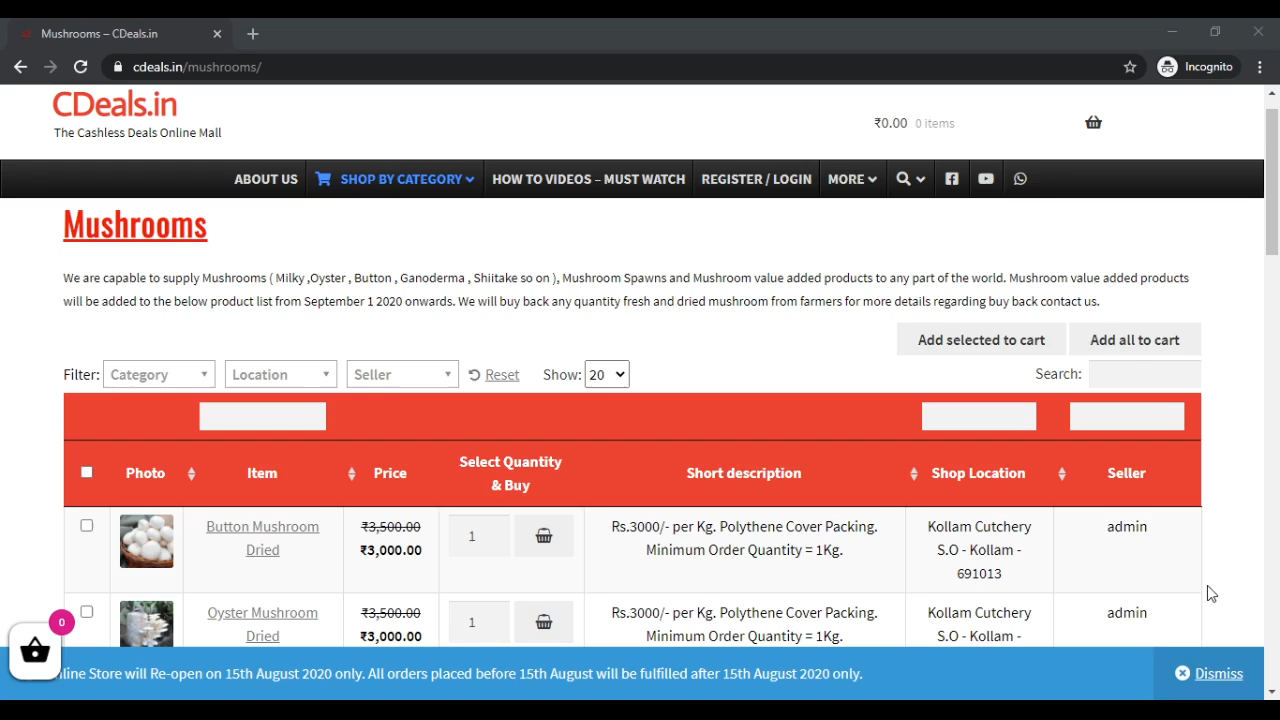 Mushrooms – CDeals.in
cdeals.in/mushrooms/
Incognito
CDeals.in
The Cashless Deals Online Mall
₹0.00 0 items
ABOUT US SHOP BY CATEGORY HOW TO VIDEOS – MUST WATCH REGISTER / LOGIN MORE
Mushrooms
We are capable to supply Mushrooms ( Milky ,Oyster , Button , Ganoderma , Shiitake so on ), Mushroom Spawns and Mushroom value added products to any part of the world. Mushroom value added products
will be added to the below product list from September 1 2020 onwards. We will buy back any quantity fresh and dried mushroom from farmers for more details regarding buy back contact us.
Add selected to cart Add all to cart
Filter: Category Location Seller Reset Show: 20 Search:
Photo Item Price Select Quantity & Buy Short description Shop Location Seller
Button Mushroom ₹3,500.00 1 Rs.3000/- per Kg. Polythene Cover Packing. Kollam Cutchery admin
Dried ₹3,000.00 Minimum Order Quantity = 1Kg. S.O - Kollam -
691013
Oyster Mushroom ₹3,500.00 1 Rs.3000/- per Kg. Polythene Cover Packing. Kollam Cutchery admin
Dried ₹3,000.00 Minimum Order Quantity = 1Kg. S.O - Kollam -
0
Store will Re-open on 15th August 2020 only. All orders placed before 15th August will be fulfilled after 15th August 2020 only. Dismiss